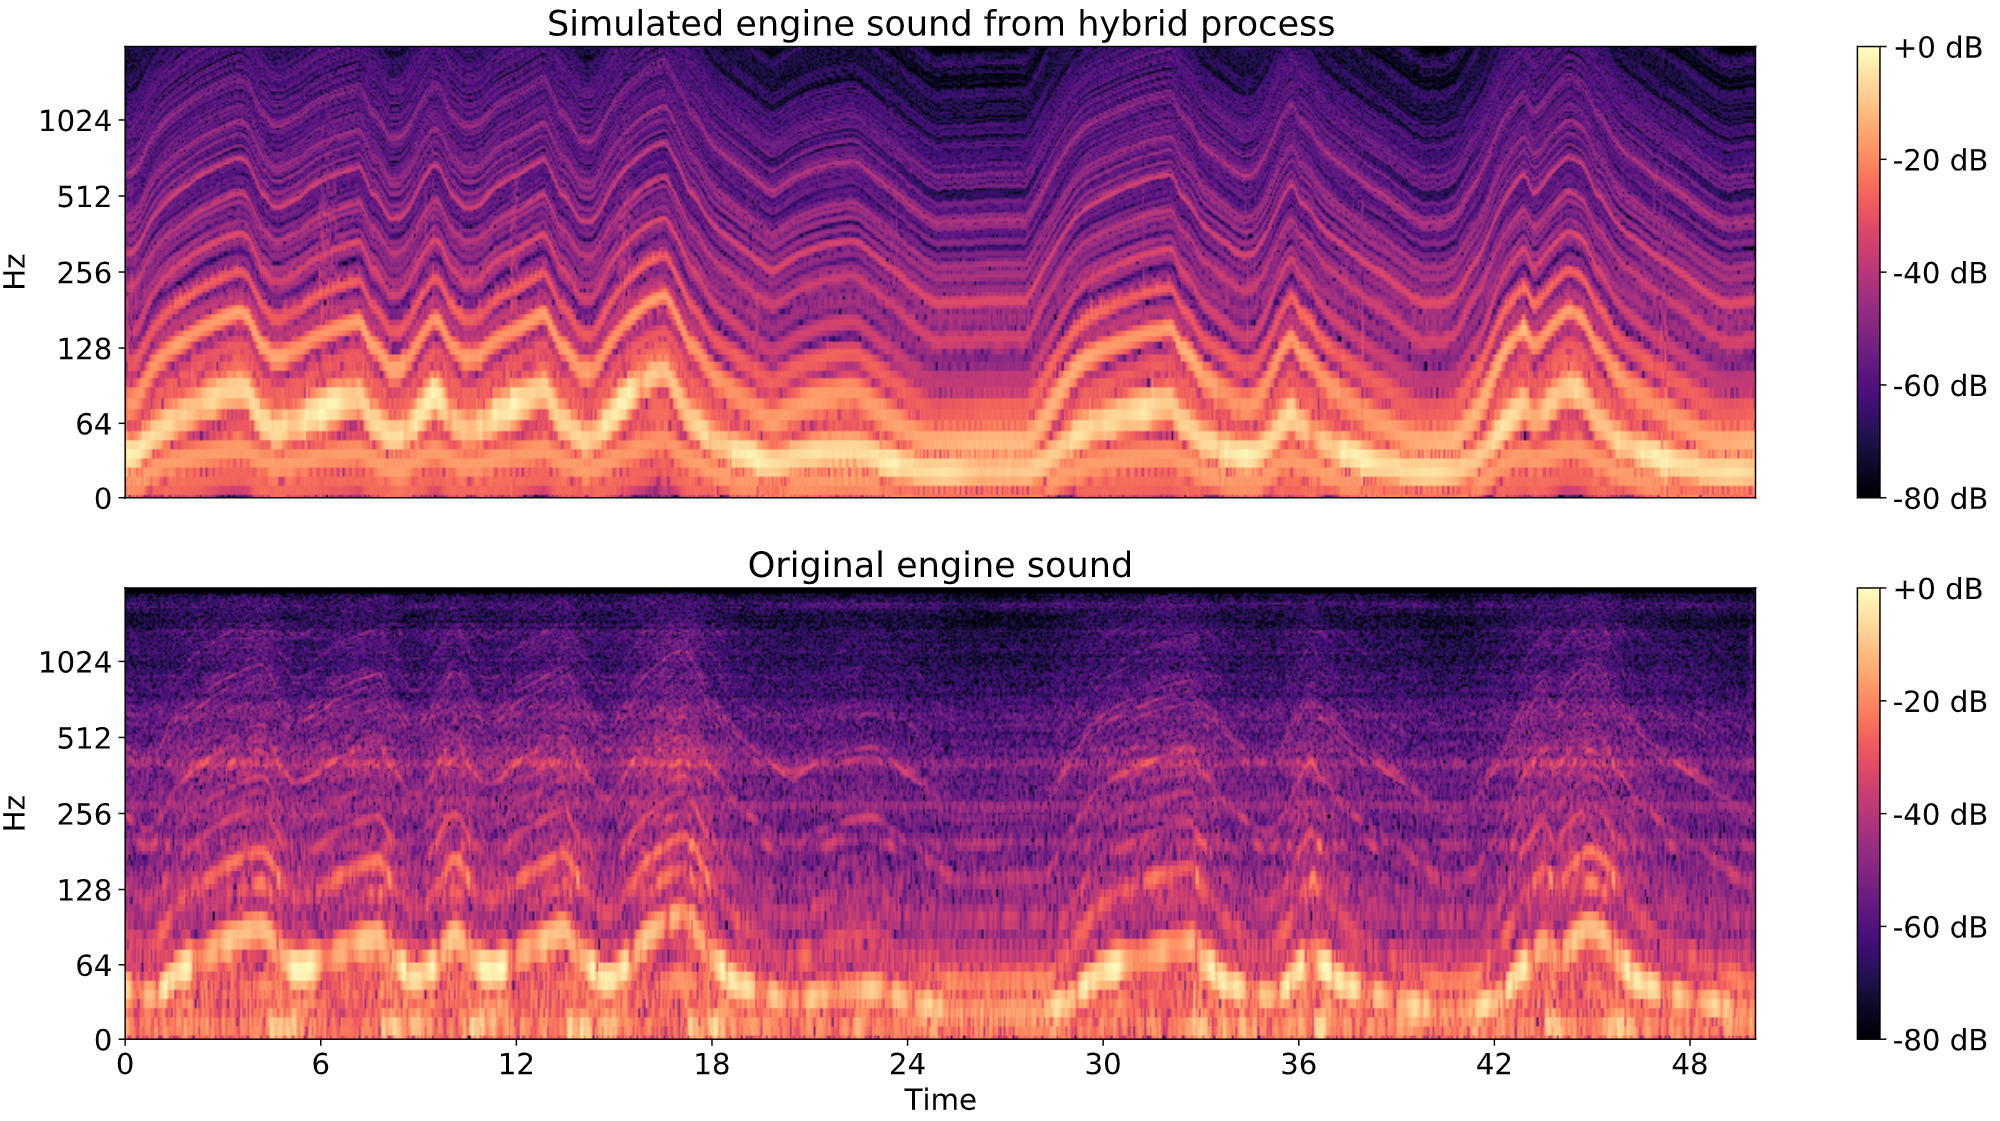 Simulated engine sound from hybrid process
+0 dB
1024
-20 dB
512
Hz
256
-40 dB
128
-60 dB
64
0
-80 dB
Original engine sound
+0 dB
1024
-20 dB
512
Hz
256
-40 dB
128
-60 dB
64
0
-80 dB
0 6 12 18 24 30 36 42 48
Time